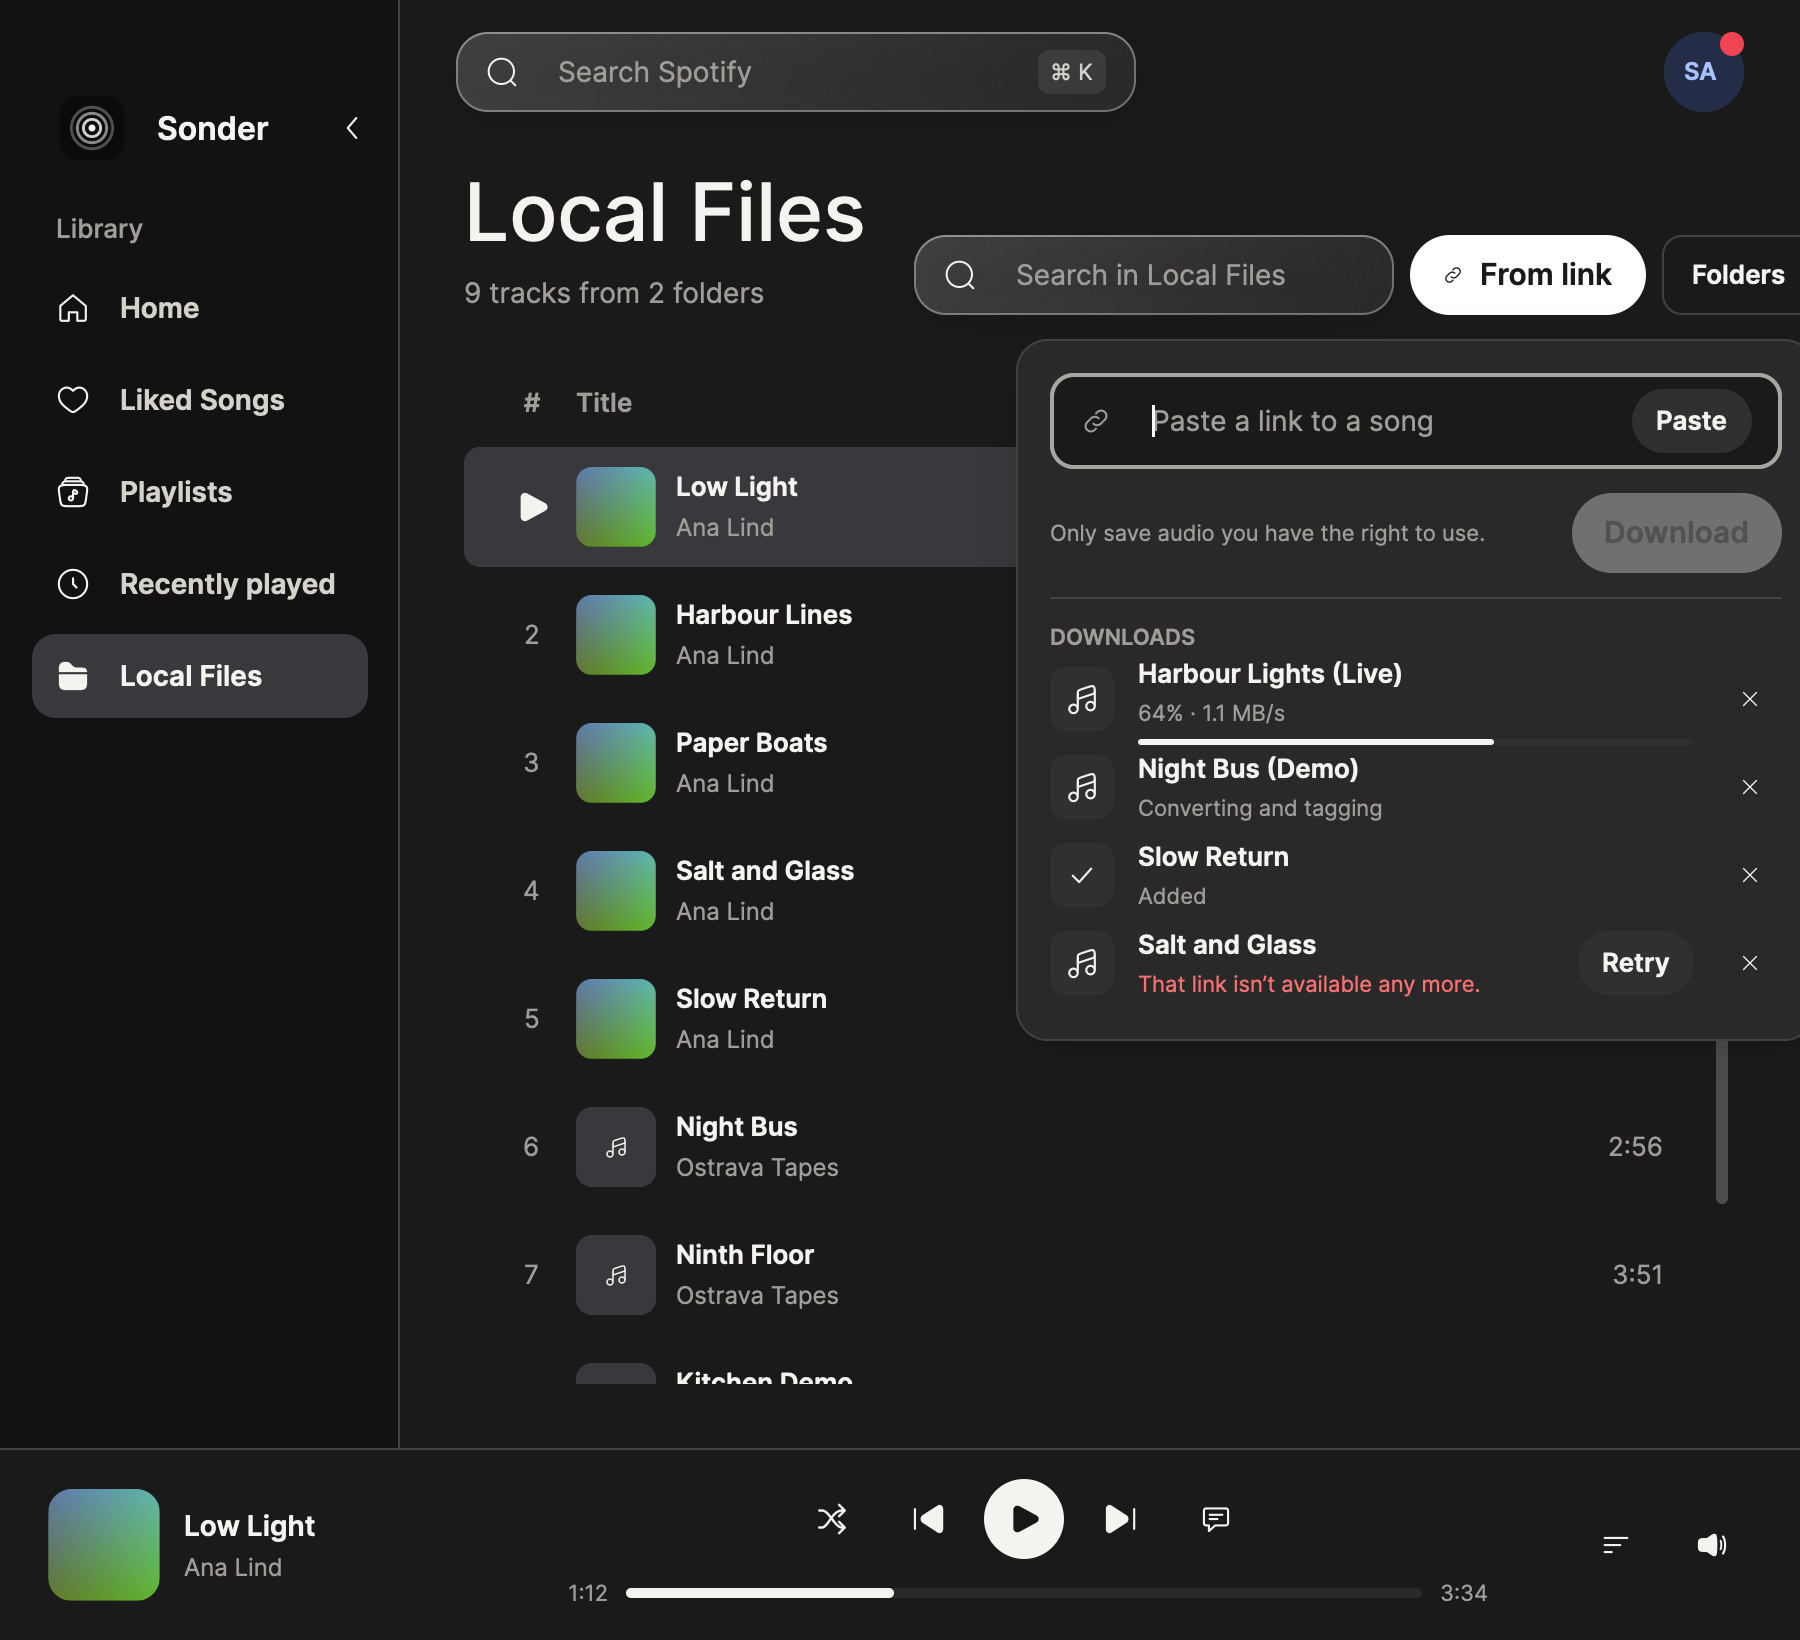 Search Spotify
⌘ K
SA
Sonder
Library
Home
Liked Songs
Playlists
Recently played
Local Files
Local Files
9 tracks from 2 folders
Search in Local Files
From link
Folders
# Title
Low Light
Ana Lind
2
Harbour Lines
Ana Lind
3
Paper Boats
Ana Lind
4
Salt and Glass
Ana Lind
5
Slow Return
Ana Lind
6
Night Bus
Ostrava Tapes
2:56
7
Ninth Floor
Ostrava Tapes
3:51
Kitchen Demo
Paste a link to a song
Paste
Only save audio you have the right to use.
Download
DOWNLOADS
Harbour Lights (Live)
64% · 1.1 MB/s
Night Bus (Demo)
Converting and tagging
Slow Return
Added
Salt and Glass
That link isn’t available any more.
Retry
Low Light
Ana Lind
1:12
3:34